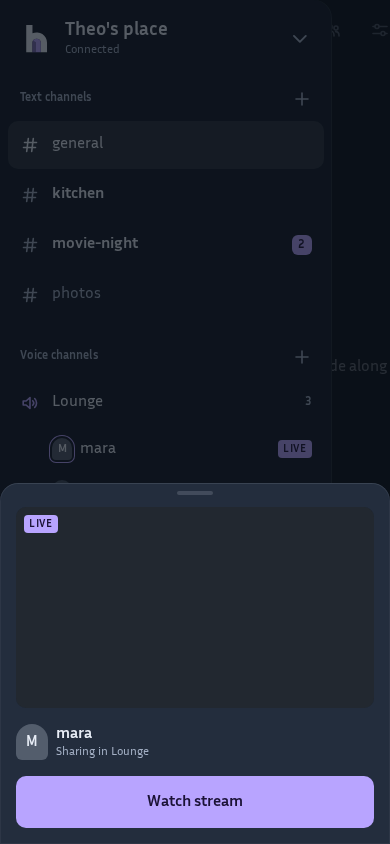 Theo's place
Connected
Text channels
general
kitchen
movie-night
2
photos
de along
Voice channels
Lounge
3
M
mara
LIVE
LIVE
M
mara
Sharing in Lounge
Watch stream